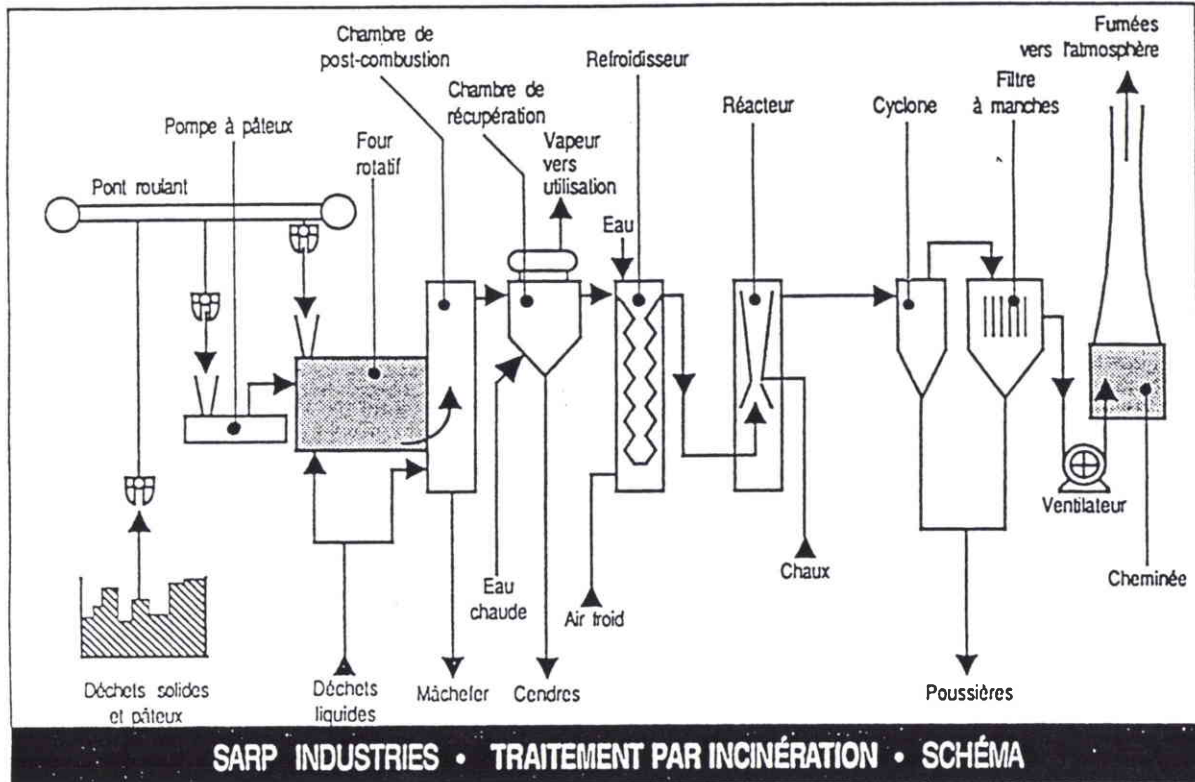 Chambre de
post-combustion
Chambre de
récupération
Refroidisseur
Réacteur
Cyclone
Filtre
à manches
Fumées
vers l'atmosphère
Pompe à pâteux
Four
rotatif
Vapeur
vers
utilisation
Pont roulant
Eau
Eau
chaude
Air froid
Chaux
Ventilateur
Cheminée
Déchets solides
et pâteux
Déchets
liquides
Mâchefer
Cendres
Poussières
SARP INDUSTRIES • TRAITEMENT PAR INCINÉRATION • SCHÉMA